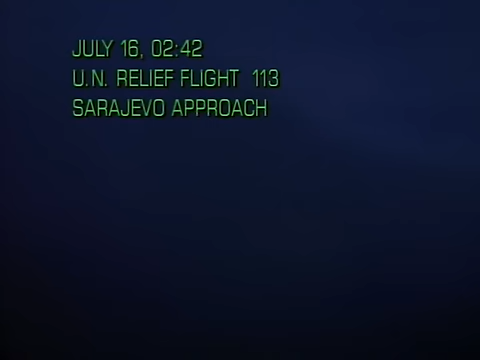 JULY 16, 02:42
U.N. RELIEF FLIGHT 113
SARAJEVO APPROACH